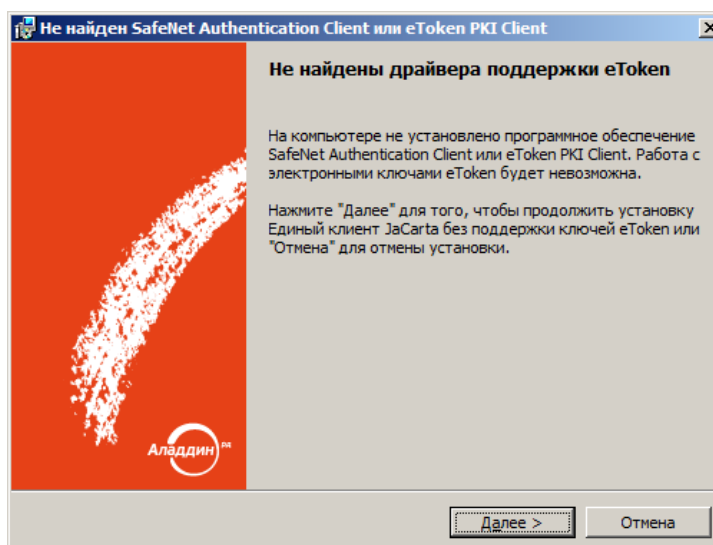 Не найден SafeNet Authentication Client или eToken PKI Client
Не найдены драйвера поддержки eToken
На компьютере не установлено программное обеспечение
SafeNet Authentication Client или eToken PKI Client. Работа с
электронными ключами eToken будет невозможна.
Нажмите "Далее" для того, чтобы продолжить установку
Единый клиент JaCarta без поддержки ключей eToken или
"Отмена" для отмены установки.
Аладдин РД
Далее >
Отмена